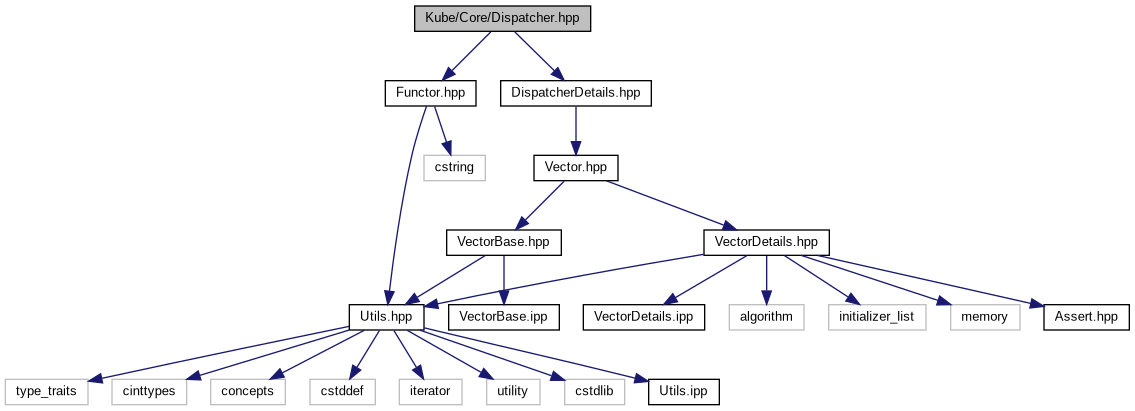 Kube/Core/Dispatcher.hpp
Functor.hpp
DispatcherDetails.hpp
cstring
Vector.hpp
VectorBase.hpp
VectorDetails.hpp
Utils.hpp
VectorBase.ipp
VectorDetails.ipp
algorithm
initializer_list
memory
Assert.hpp
type_traits
cinttypes
concepts
cstddef
iterator
utility
cstdlib
Utils.ipp